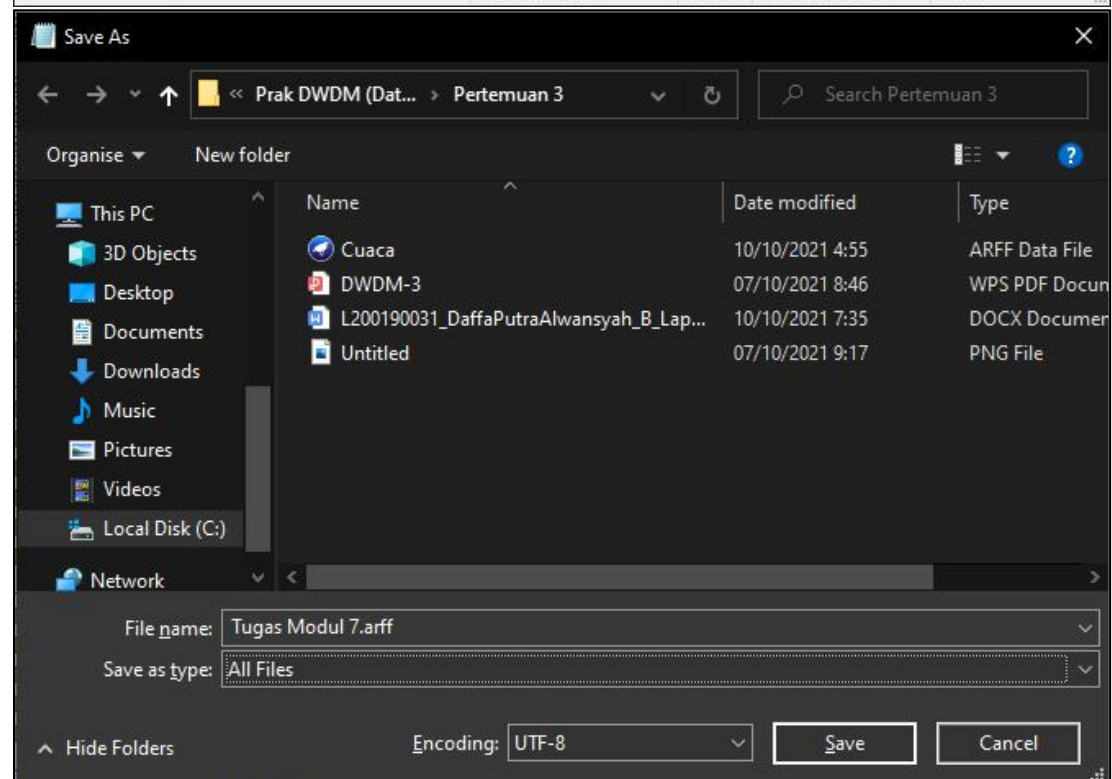 Save As
« Prak DWDM (Dat... › Pertemuan 3
Search Pertemuan 3
Organise
New folder
?
Name
Date modified
Type
This PC
3D Objects
Desktop
Documents
Downloads
Music
Pictures
Videos
Local Disk (C:)
Network
Cuaca 10/10/2021 4:55 ARFF Data File
DWDM-3 07/10/2021 8:46 WPS PDF Docun
L200190031_DaffaPutraAlwansyah_B_Lap... 10/10/2021 7:35 DOCX Documer
Untitled 07/10/2021 9:17 PNG File
File name: Tugas Modul 7.arff
Save as type: All Files
Hide Folders
Encoding: UTF-8
Save
Cancel